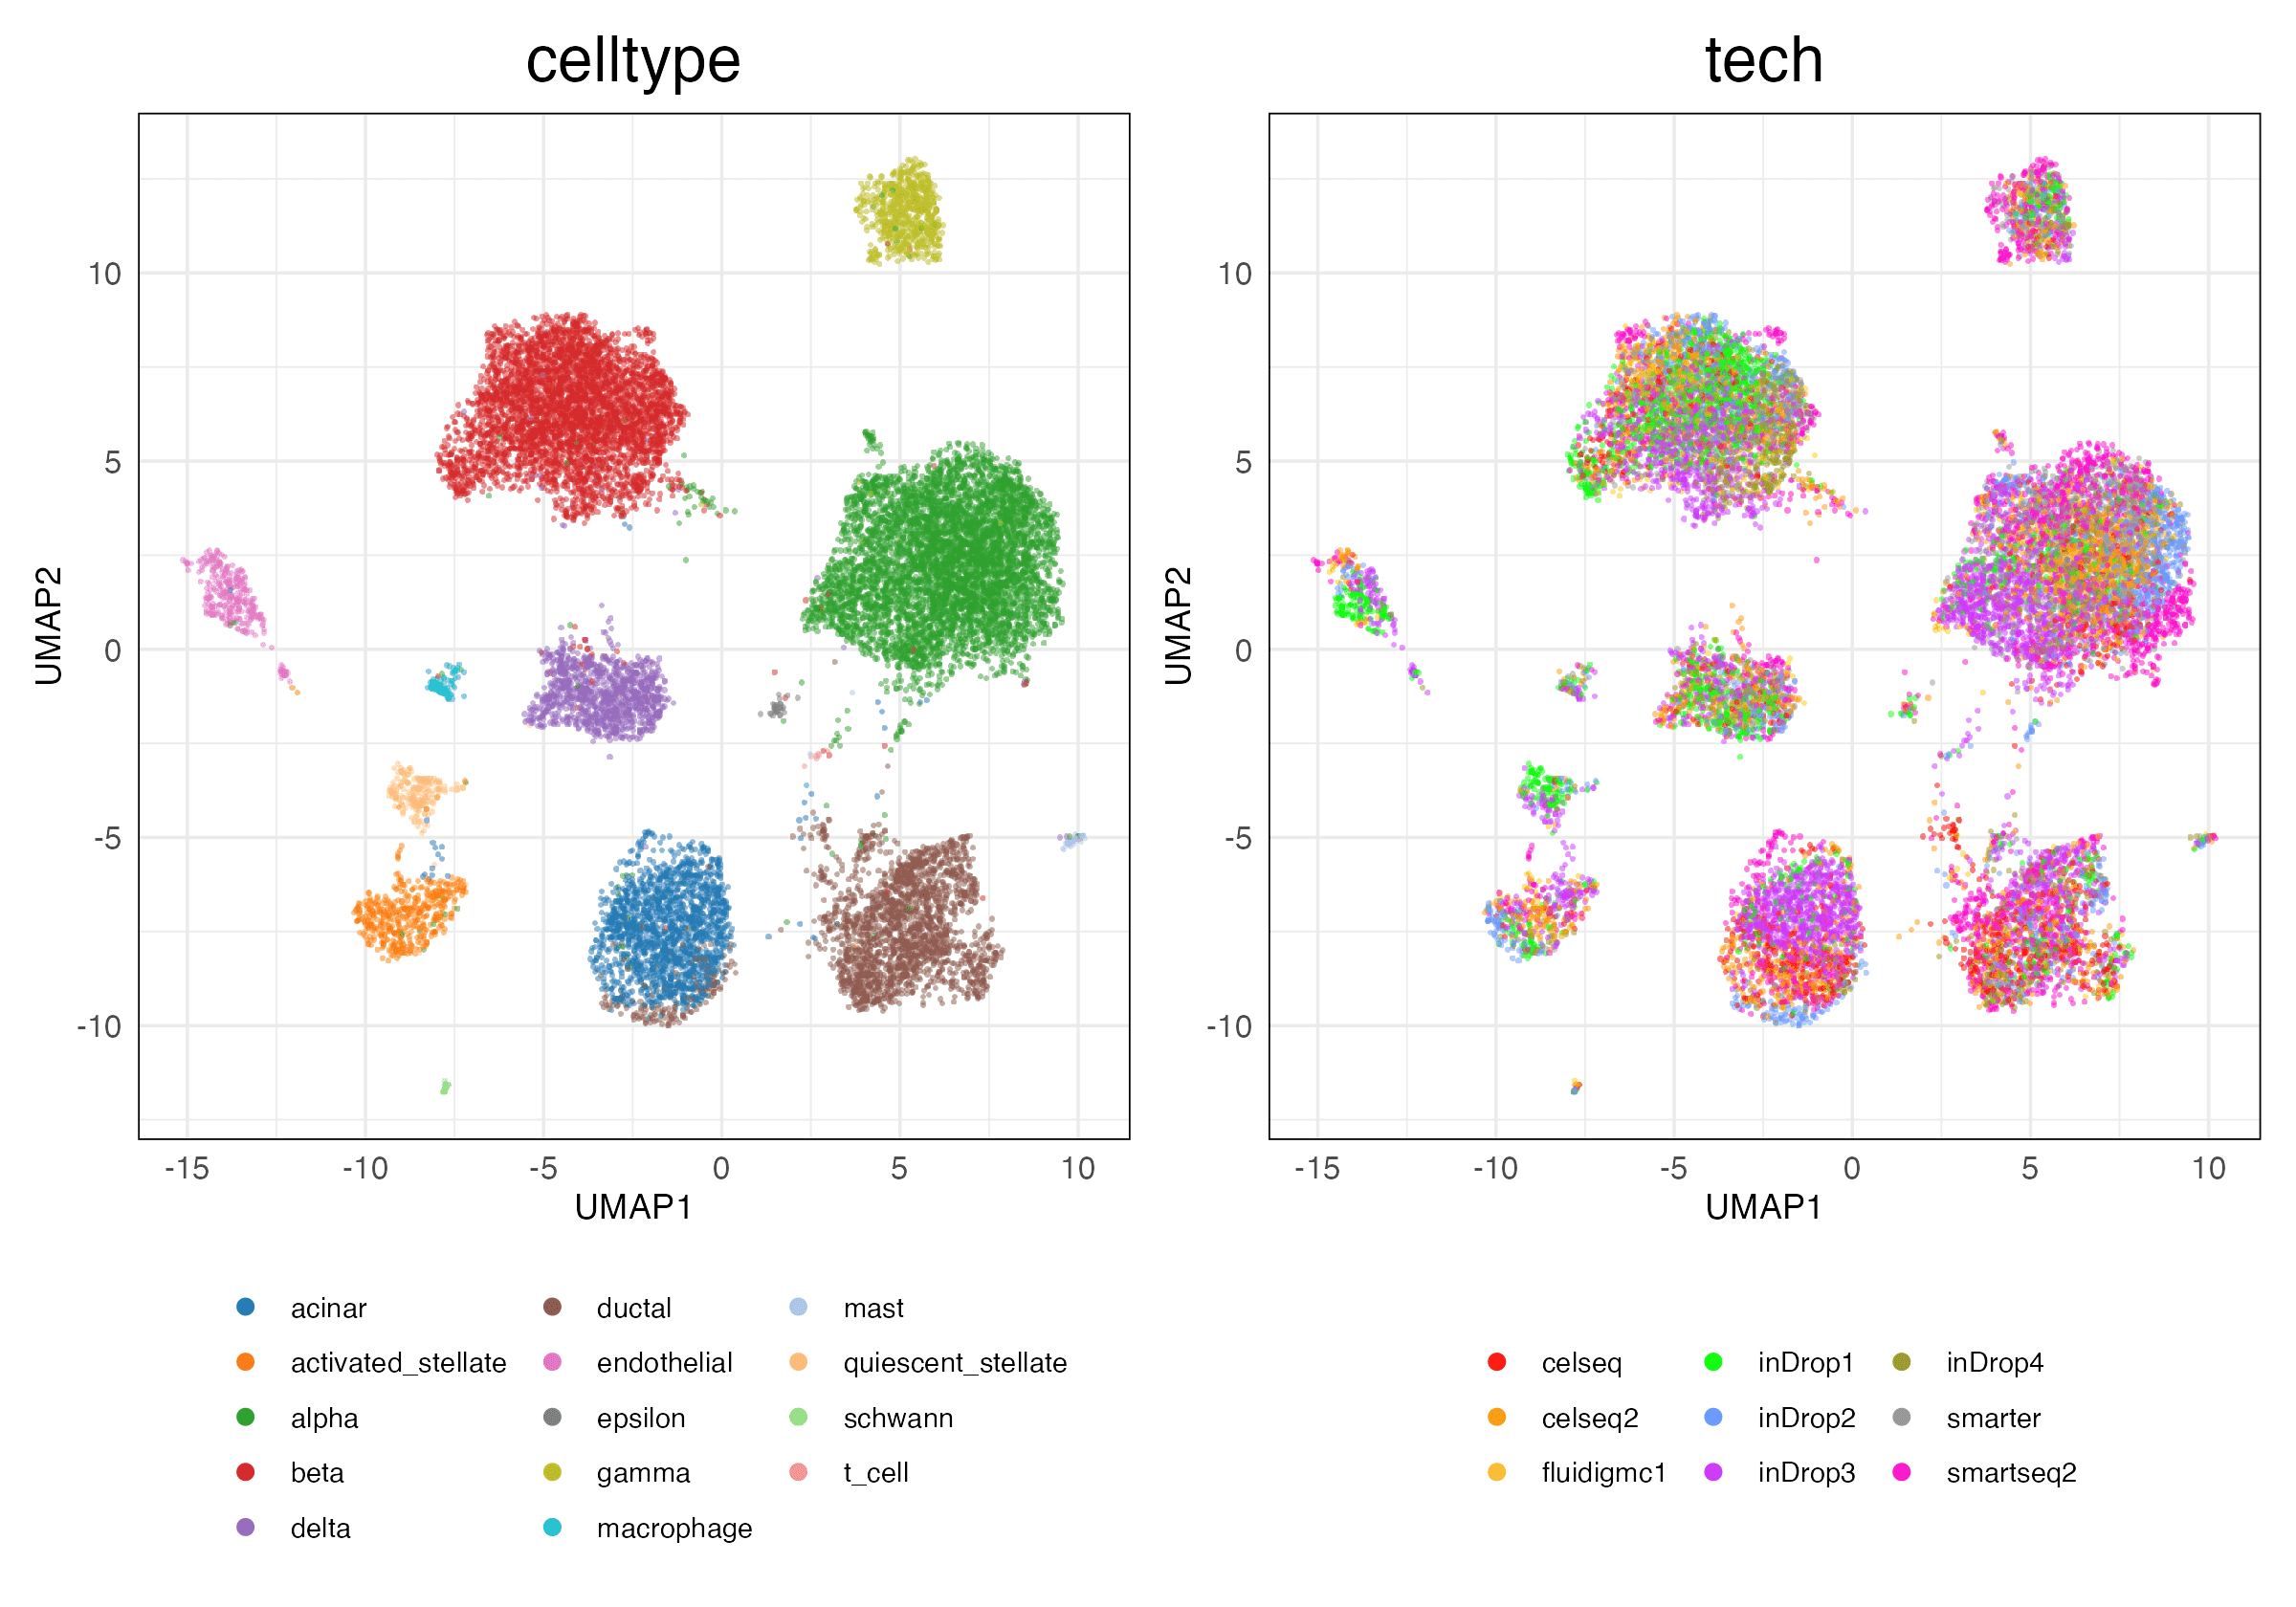 celltype
tech
10
5
0
-5
-10
UMAP2
-15 -10 -5 0 5 10
UMAP1
10
5
0
-5
-10
UMAP2
-15 -10 -5 0 5 10
UMAP1
acinar ductal mast
activated_stellate endothelial quiescent_stellate
alpha epsilon schwann
beta gamma t_cell
delta macrophage
celseq inDrop1 inDrop4
celseq2 inDrop2 smarter
fluidigmc1 inDrop3 smartseq2